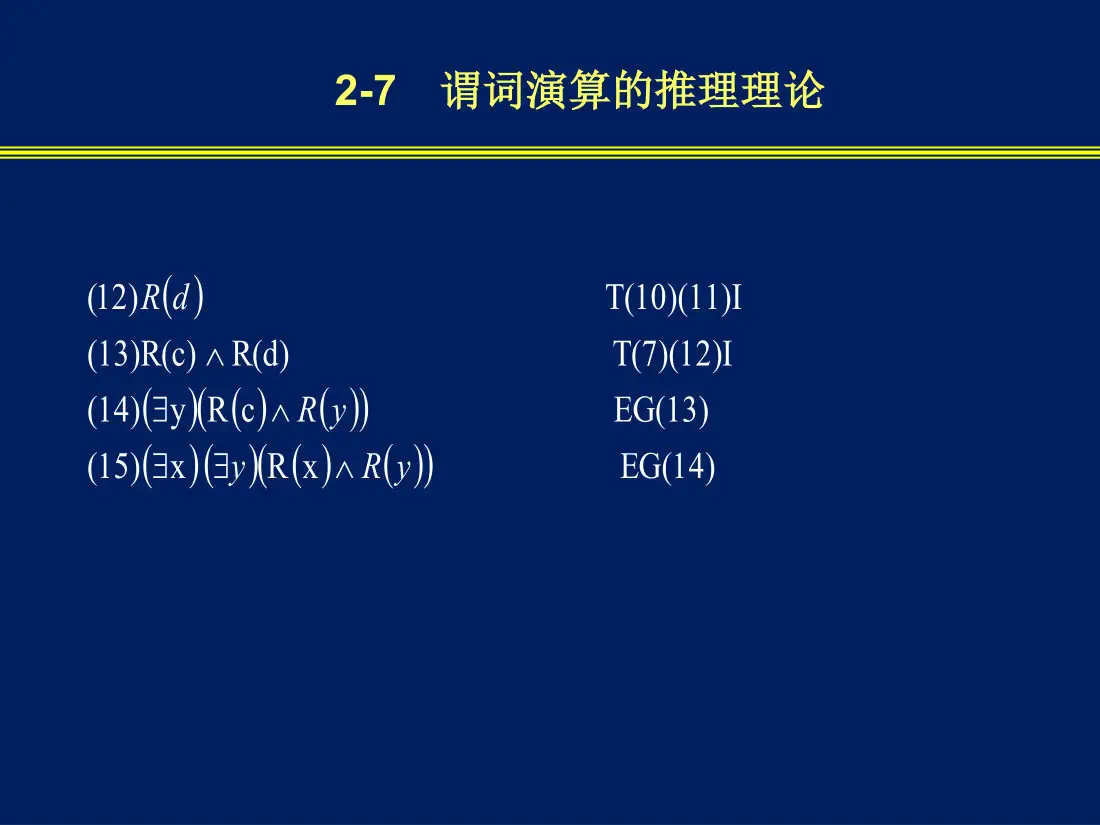 2-7 谓词演算的推理理论
(12)R(d) T(10)(11)I
(13)R(c) ∧ R(d) T(7)(12)I
(14)(∃y)(R(c)∧R(y)) EG(13)
(15)(∃x)(∃y)(R(x)∧R(y)) EG(14)